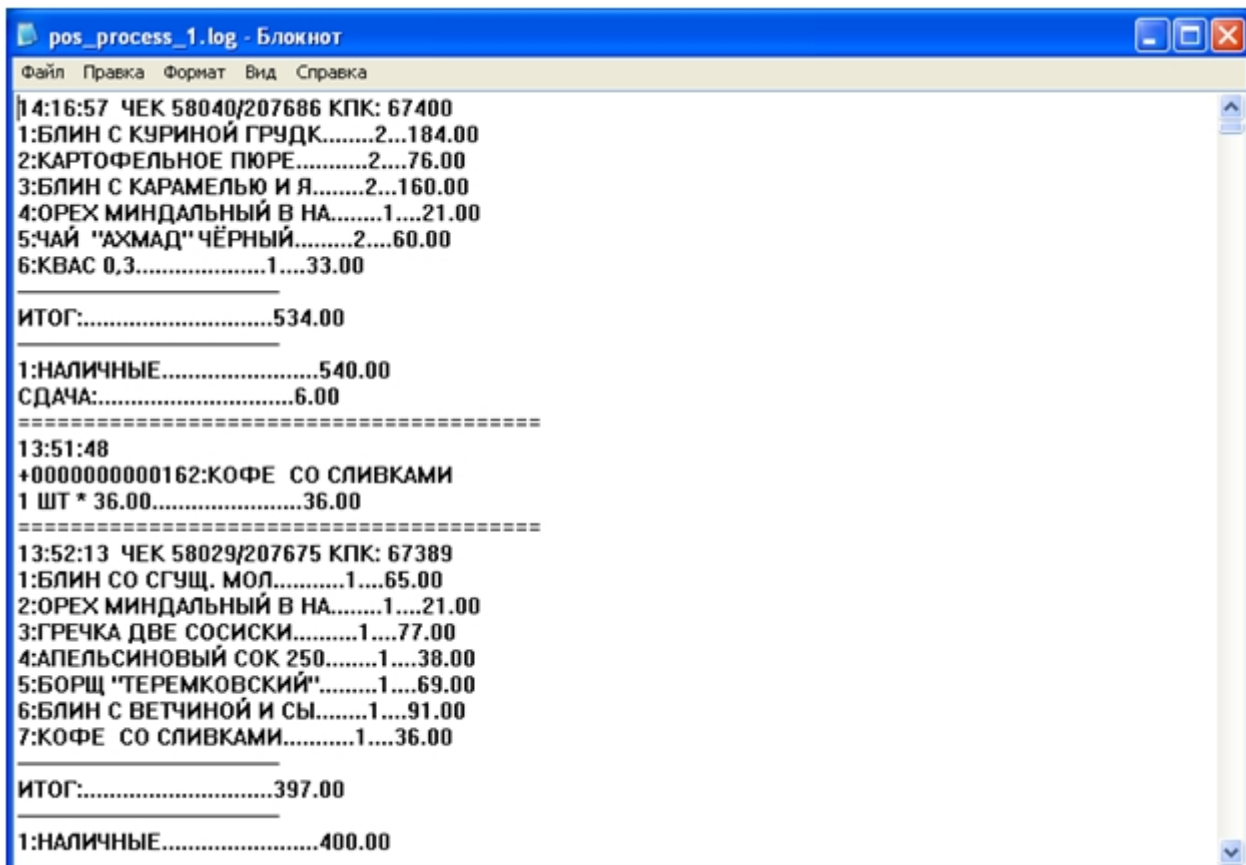 pos_process_1.log - Блокнот
Файл Правка Формат Вид Справка
14:16:57 ЧЕК 58040/207686 КПК: 67400
1:БЛИН С КУРИНОЙ ГРУДК........2...184.00
2:КАРТОФЕЛЬНОЕ ПЮРЕ...........2....76.00
3:БЛИН С КАРАМЕЛЬЮ И Я........2...160.00
4:ОРЕХ МИНДАЛЬНЫЙ В НА........1....21.00
5:ЧАЙ "АХМАД" ЧЁРНЫЙ.........2....60.00
6:КВАС 0,3....................1....33.00
ИТОГ:.............................534.00
1:НАЛИЧНЫЕ........................540.00
СДАЧА:..............................6.00
========================================
13:51:48
+0000000000162:КОФЕ СО СЛИВКАМИ
1 ШТ * 36.00.......................36.00
========================================
13:52:13 ЧЕК 58029/207675 КПК: 67389
1:БЛИН СО СГУЩ. МОЛ...........1....65.00
2:ОРЕХ МИНДАЛЬНЫЙ В НА........1....21.00
3:ГРЕЧКА ДВЕ СОСИСКИ..........1....77.00
4:АПЕЛЬСИНОВЫЙ СОК 250........1....38.00
5:БОРЩ "ТЕРЕМКОВСКИЙ".........1....69.00
6:БЛИН С ВЕТЧИНОЙ И СЫ........1....91.00
7:КОФЕ СО СЛИВКАМИ...........1....36.00
ИТОГ:.............................397.00
1:НАЛИЧНЫЕ........................400.00